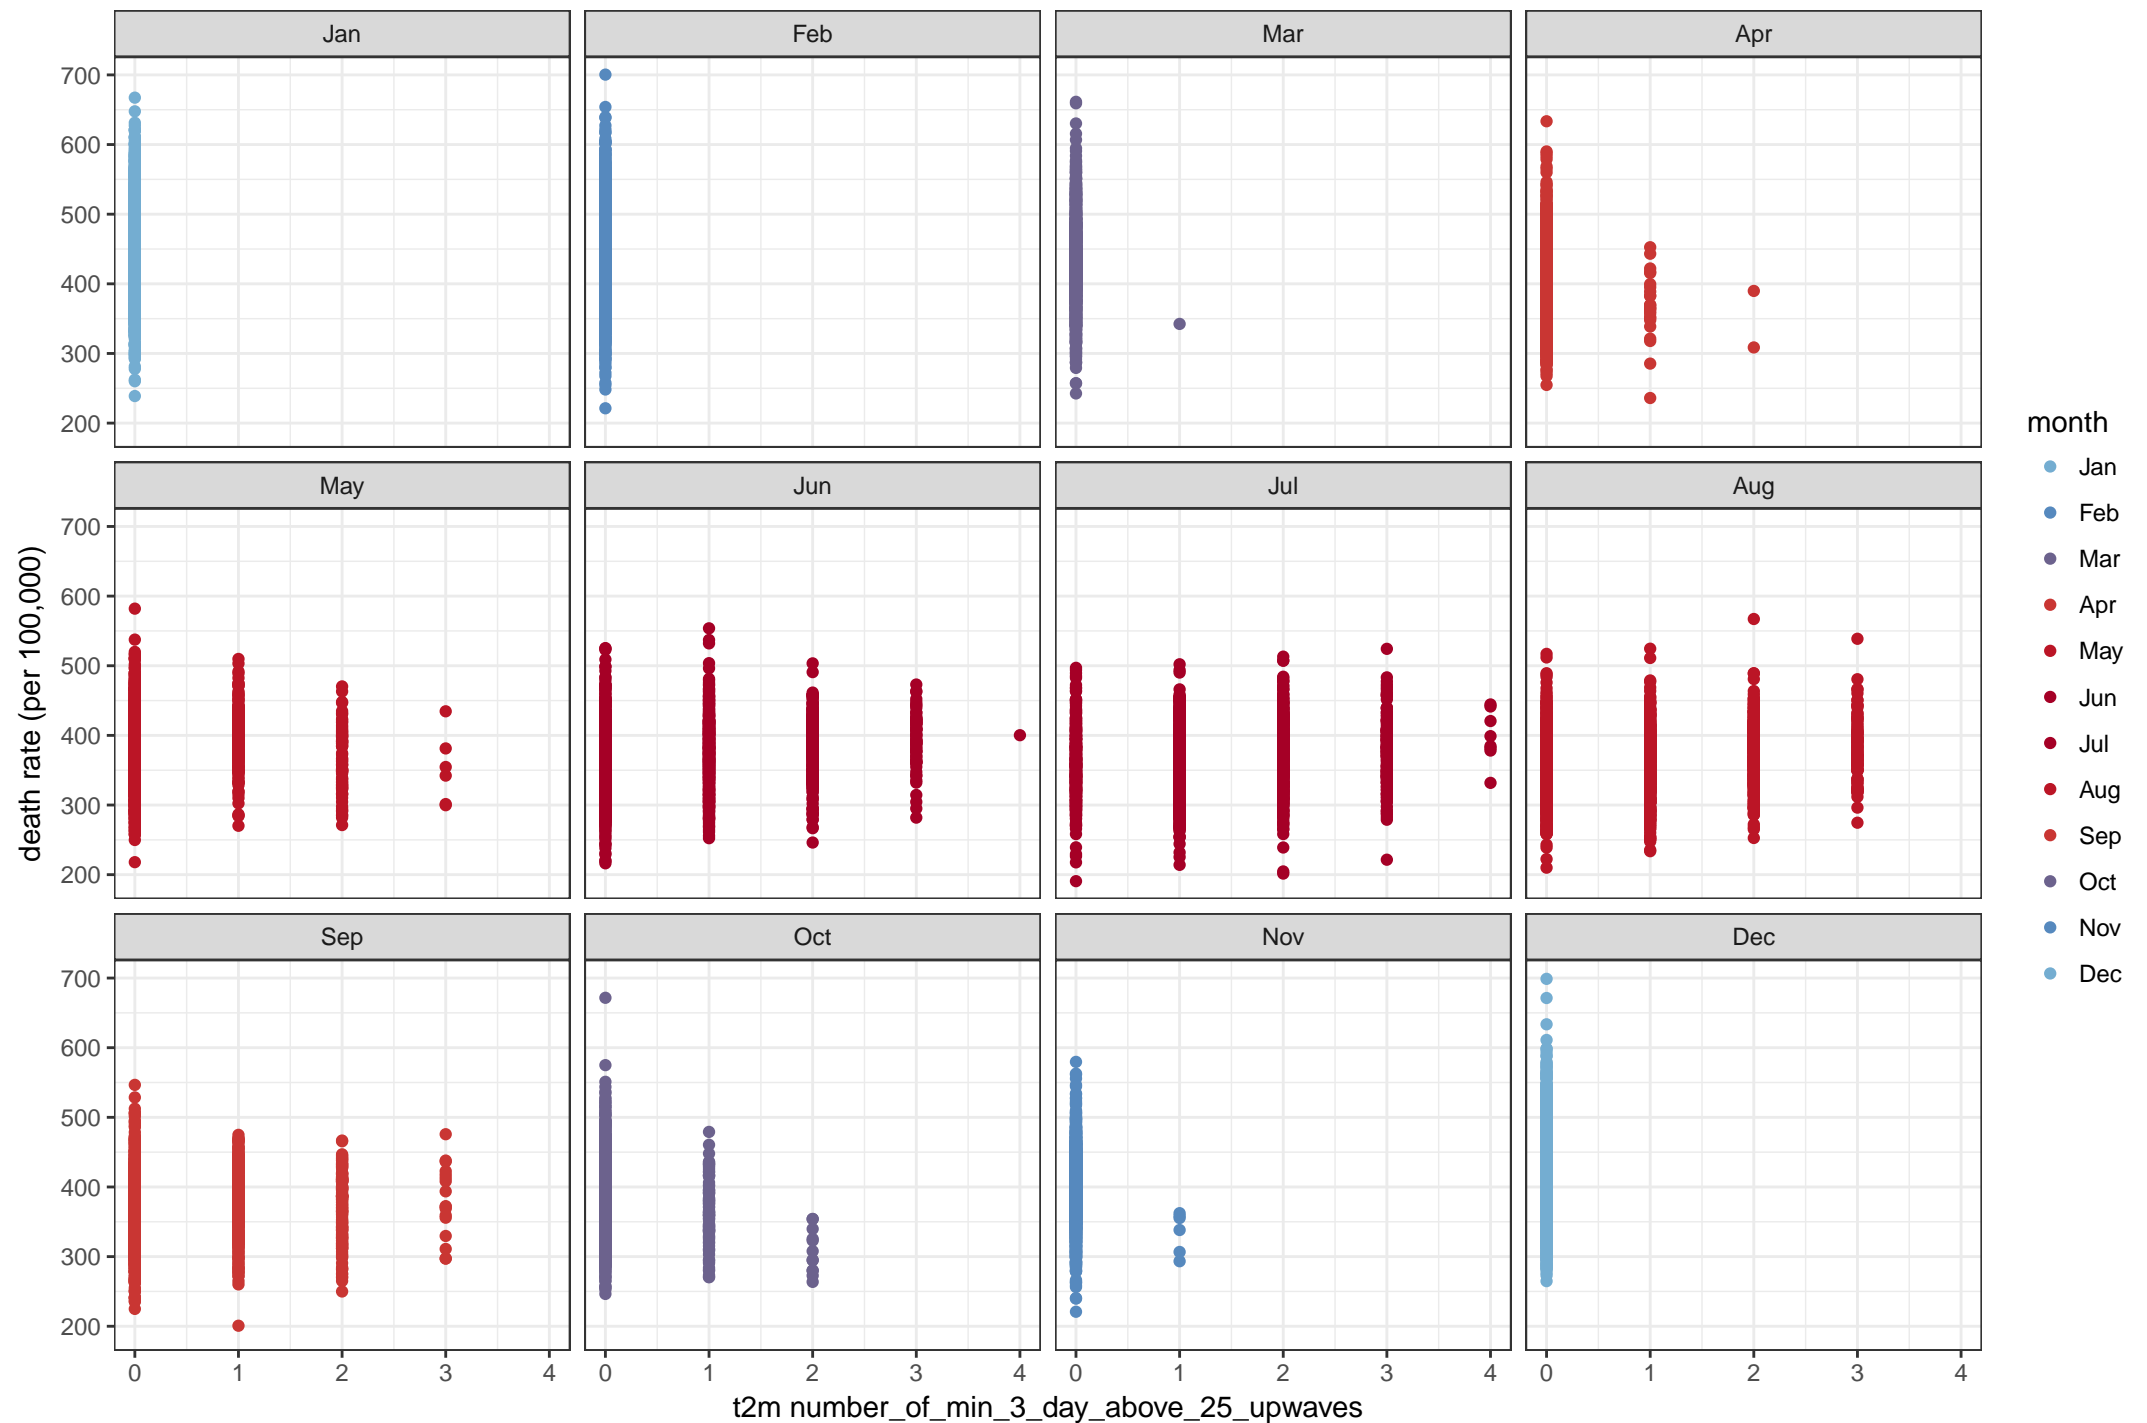 Jan Feb Mar Apr
700
600
500
400
300
200
May Jun Jul Aug
700
600
500
400
300
200
Sep Oct Nov Dec
700
600
500
400
300
200
0 1 2 3 4 0 1 2 3 4 0 1 2 3 4 0 1 2 3 4
t2m number_of_min_3_day_above_25_upwaves
death rate (per 100,000)
month
Jan
Feb
Mar
Apr
May
Jun
Jul
Aug
Sep
Oct
Nov
Dec